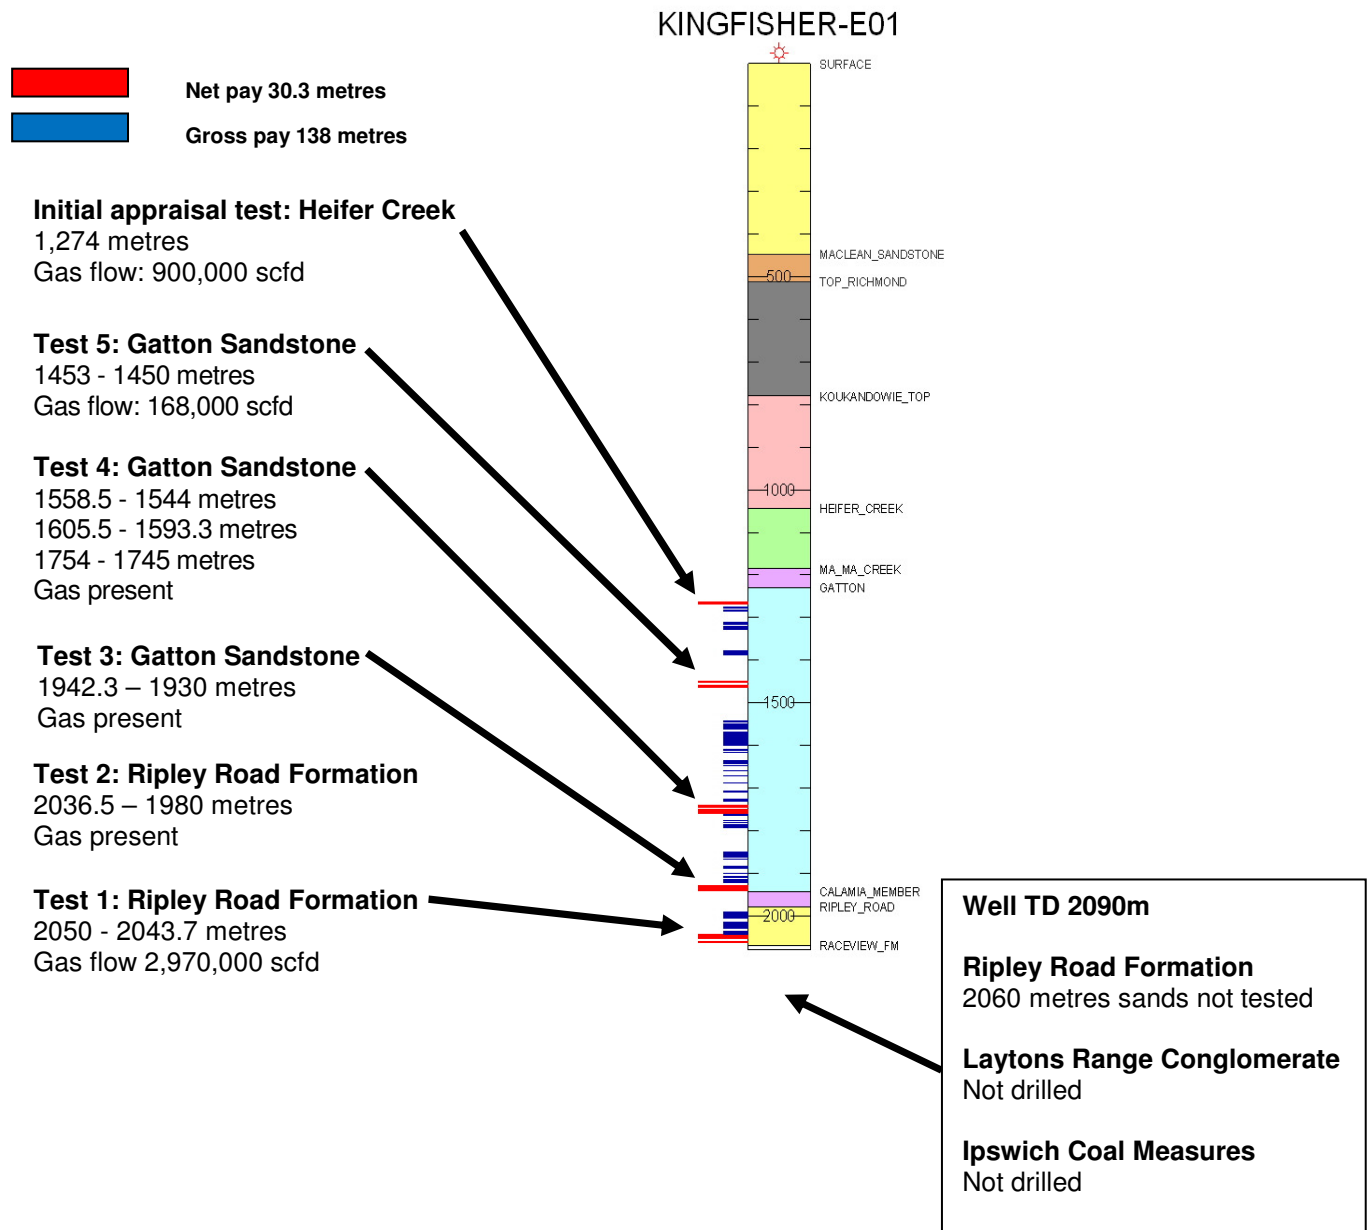 KINGFISHER-E01
Net pay 30.3 metres
Gross pay 138 metres
Initial appraisal test: Heifer Creek
1,274 metres
Gas flow: 900,000 scfd
Test 5: Gatton Sandstone
1453 - 1450 metres
Gas flow: 168,000 scfd
Test 4: Gatton Sandstone
1558.5 - 1544 metres
1605.5 - 1593.3 metres
1754 - 1745 metres
Gas present
Test 3: Gatton Sandstone
1942.3 – 1930 metres
Gas present
Test 2: Ripley Road Formation
2036.5 – 1980 metres
Gas present
Test 1: Ripley Road Formation
2050 - 2043.7 metres
Gas flow 2,970,000 scfd
SURFACE
MACLEAN_SANDSTONE
500
TOP_RICHMOND
KOUKANDOWIE_TOP
1000
HEIFER_CREEK
MA_MA_CREEK
GATTON
1500
CALAMIA_MEMBER
RIPLEY_ROAD
2000
RACEVIEW_FM
Well TD 2090m
Ripley Road Formation
2060 metres sands not tested
Laytons Range Conglomerate
Not drilled
Ipswich Coal Measures
Not drilled